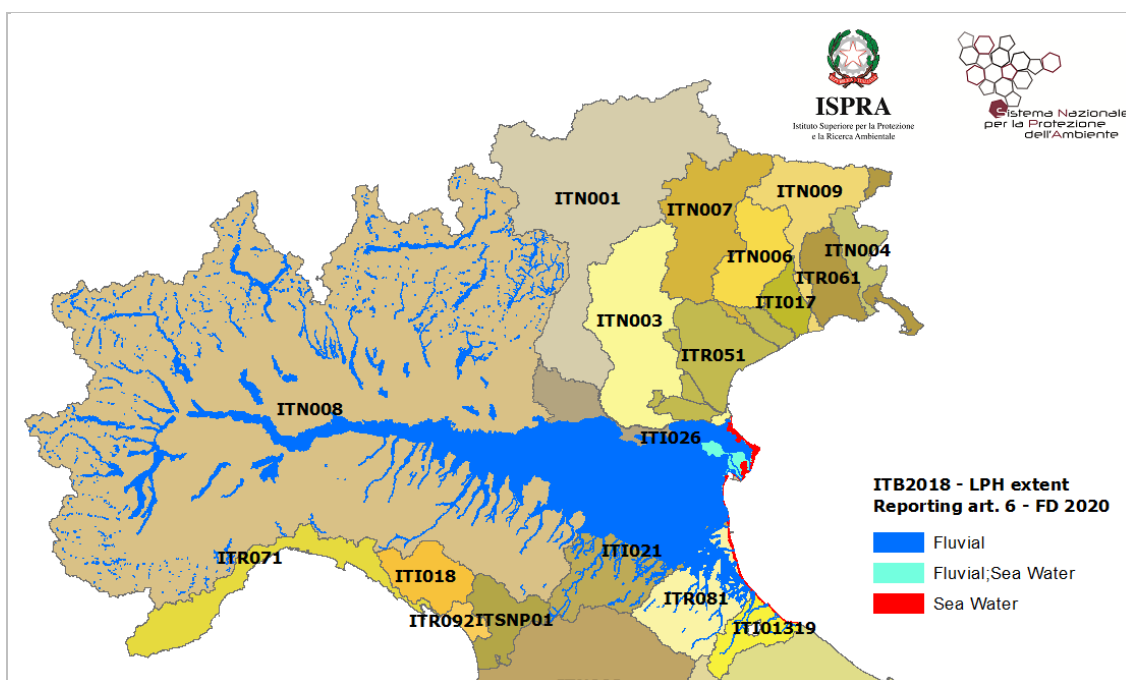 ISPRA
Istituto Superiore per la Protezione
e la Ricerca Ambientale
Sistema Nazionale
per la Protezione
dell'Ambiente
ITN001
ITN007
ITN009
ITN006
ITN004
ITR061
ITI017
ITN003
ITR051
ITN008
ITI026
ITB2018 - LPH extent
Reporting art. 6 - FD 2020
Fluvial
Fluvial;Sea Water
Sea Water
ITR071
ITI021
ITI018
ITR081
ITR092
ITSNP01
ITI01319